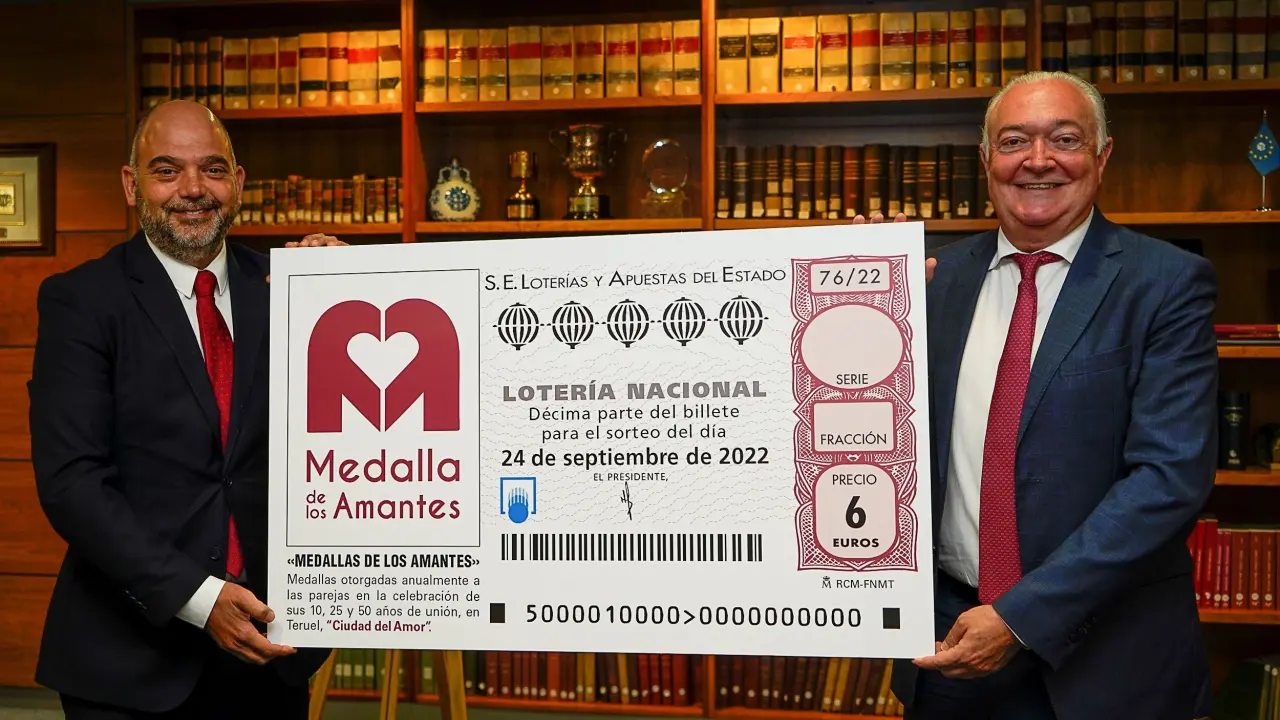 S.E. LOTERÍAS Y APUESTAS DEL ESTADO
76/22
SERIE
LOTERÍA NACIONAL
Décima parte del billete
para el sorteo del día
24 de septiembre de 2022
EL PRESIDENTE,
FRACCIÓN
PRECIO
6
EUROS
RCM-FNMT
Medalla
de los Amantes
«MEDALLAS DE LOS AMANTES»
Medallas otorgadas anualmente a
las parejas en la celebración de
sus 10, 25 y 50 años de unión, en
Teruel, “Ciudad del Amor”.
5000010000>0000000000